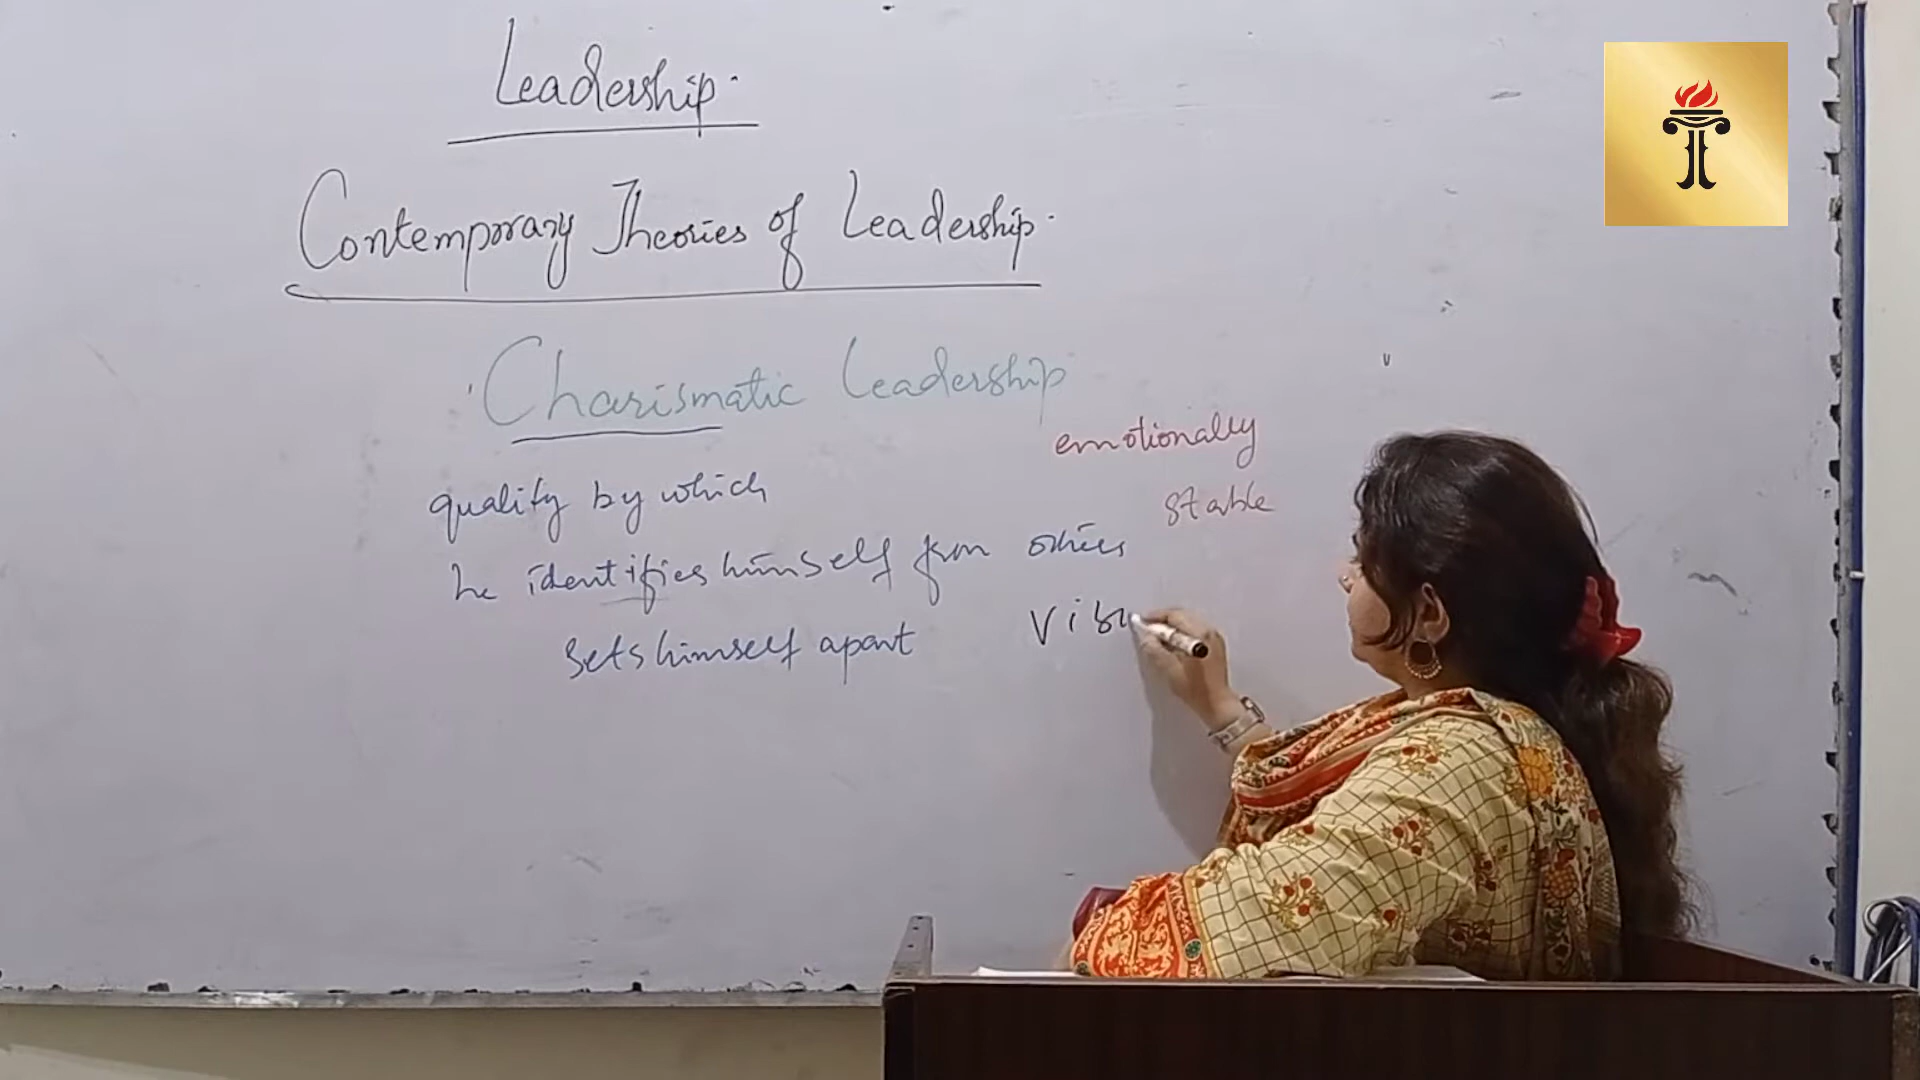 Leadership.
Contemporary Theories of Leadership.
Charismatic Leadership
emotionally
stable
quality by which
he identifies himself from others
sets himself apart
Visi